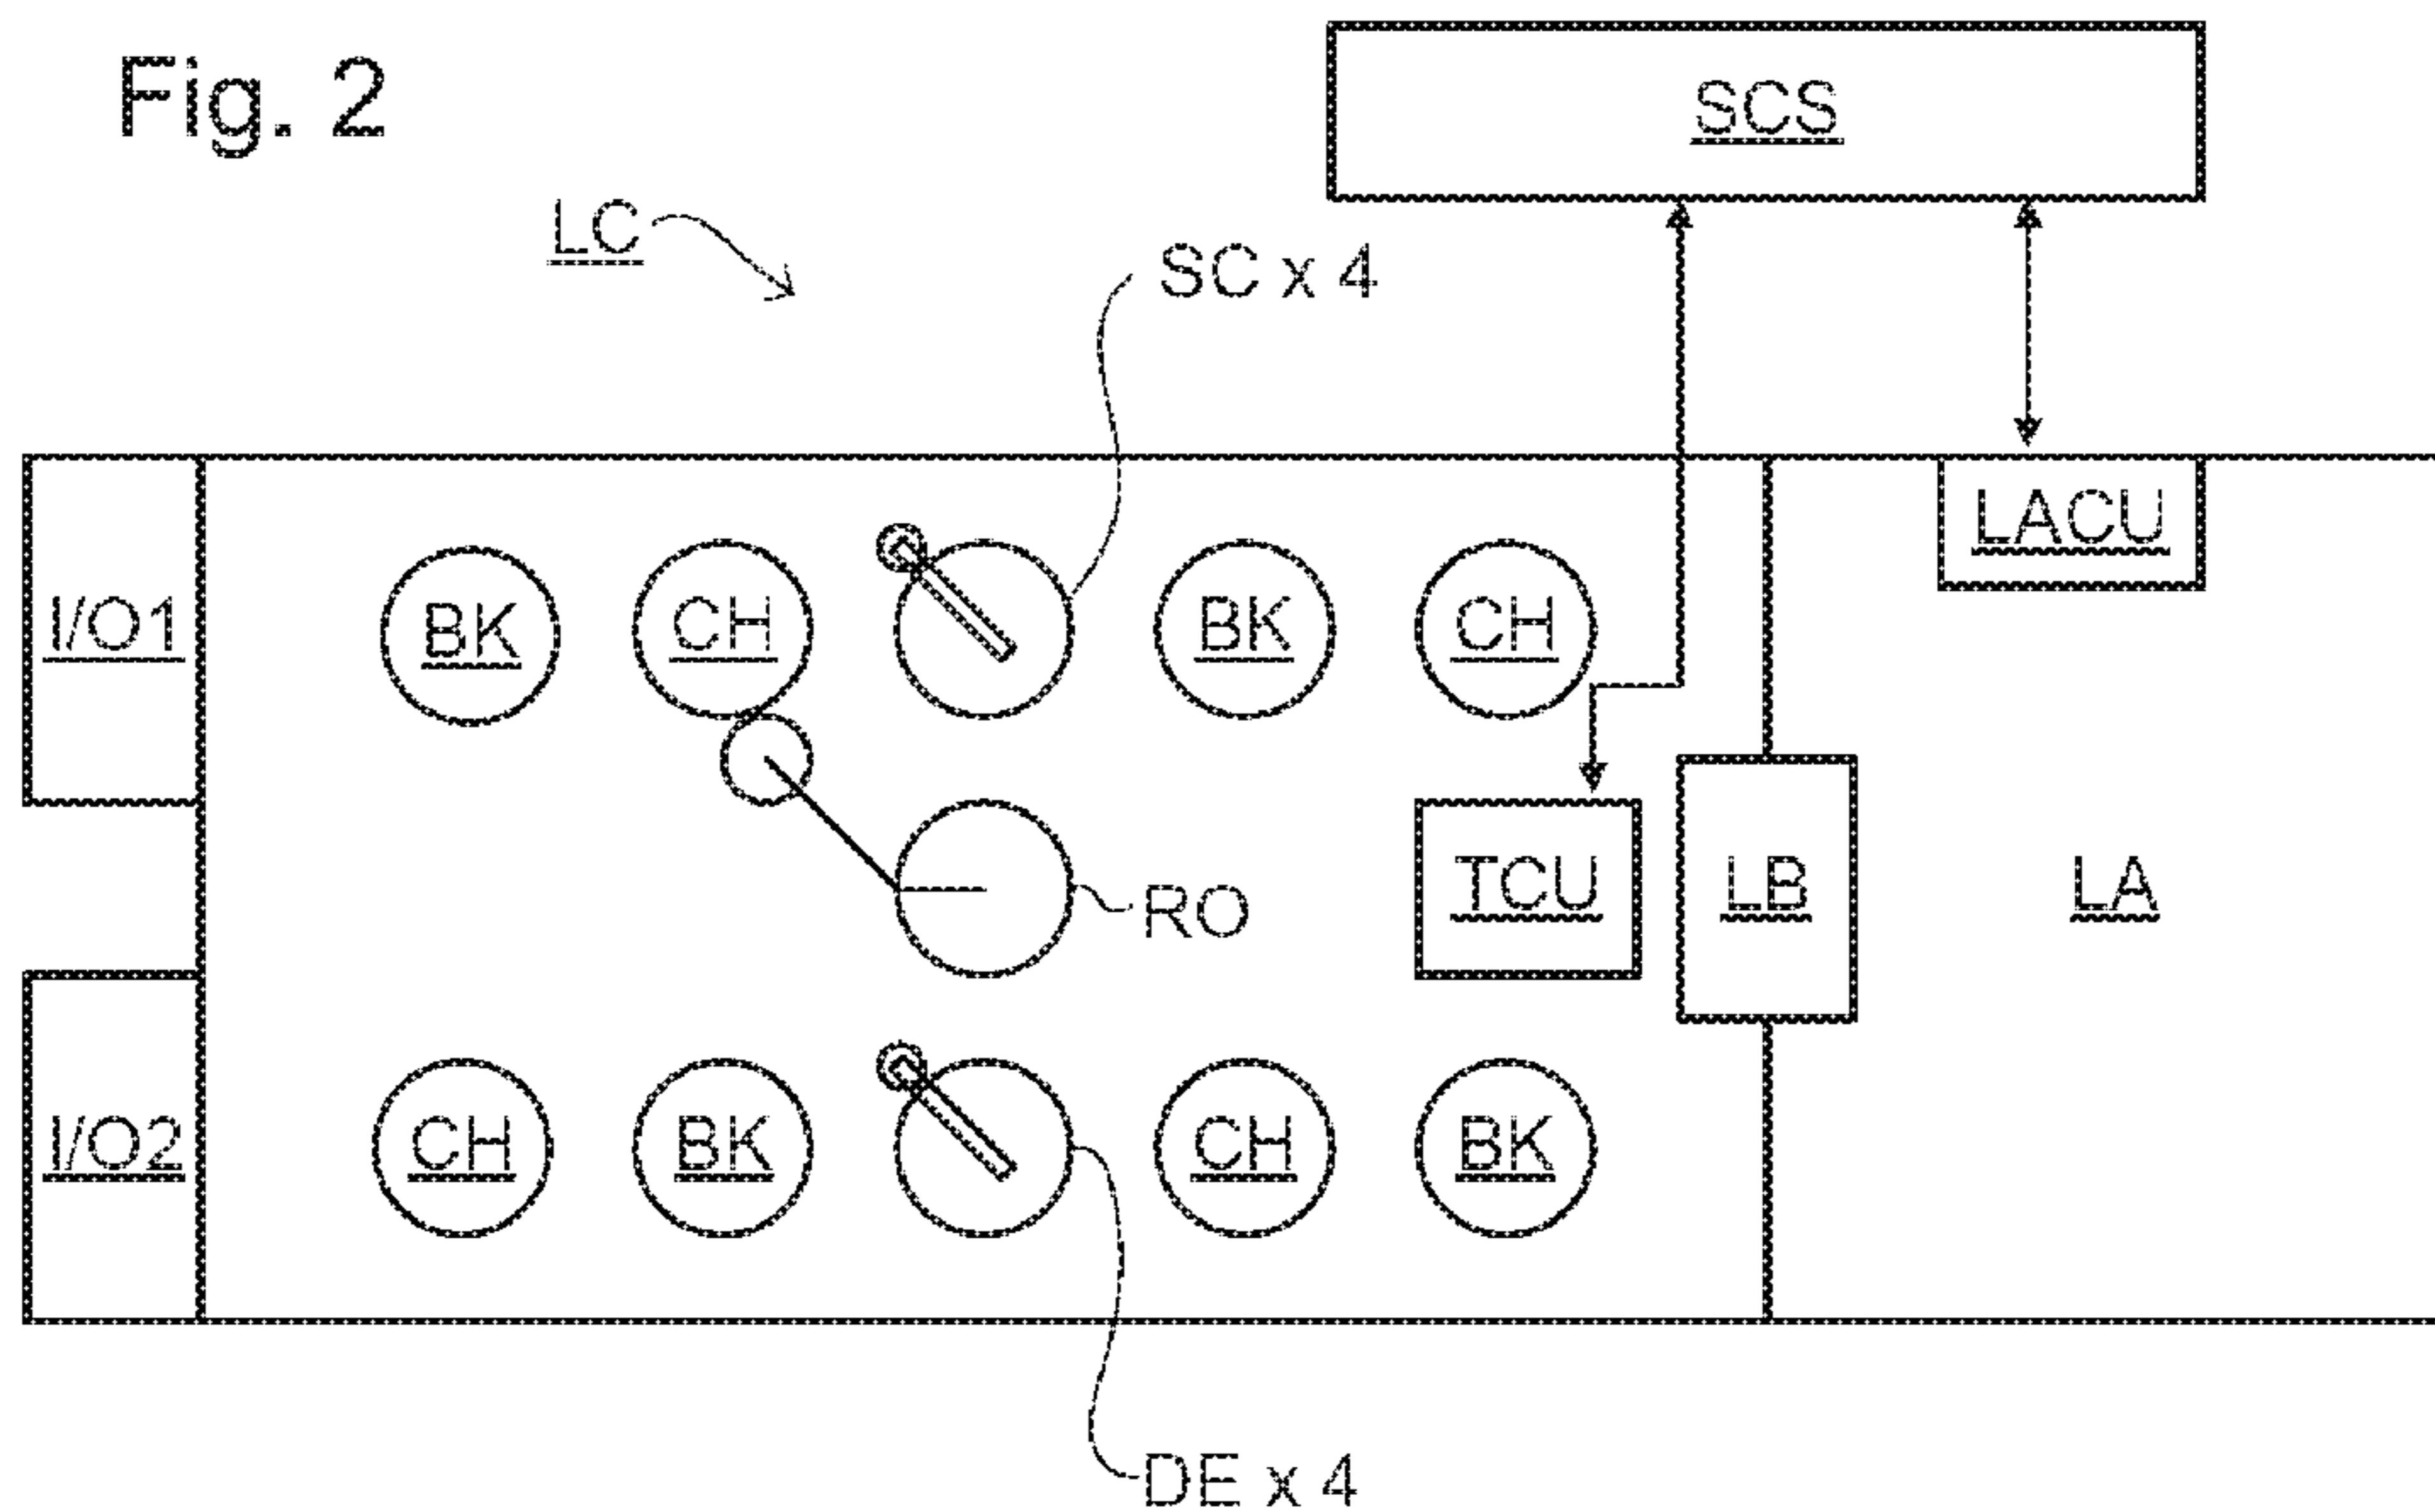 Fig. 2
SCS
LC
SC x 4
LACU
I/O1
BK
CH
BK
CH
RO
TCU
LB
LA
I/O2
CH
BK
CH
BK
DE x 4